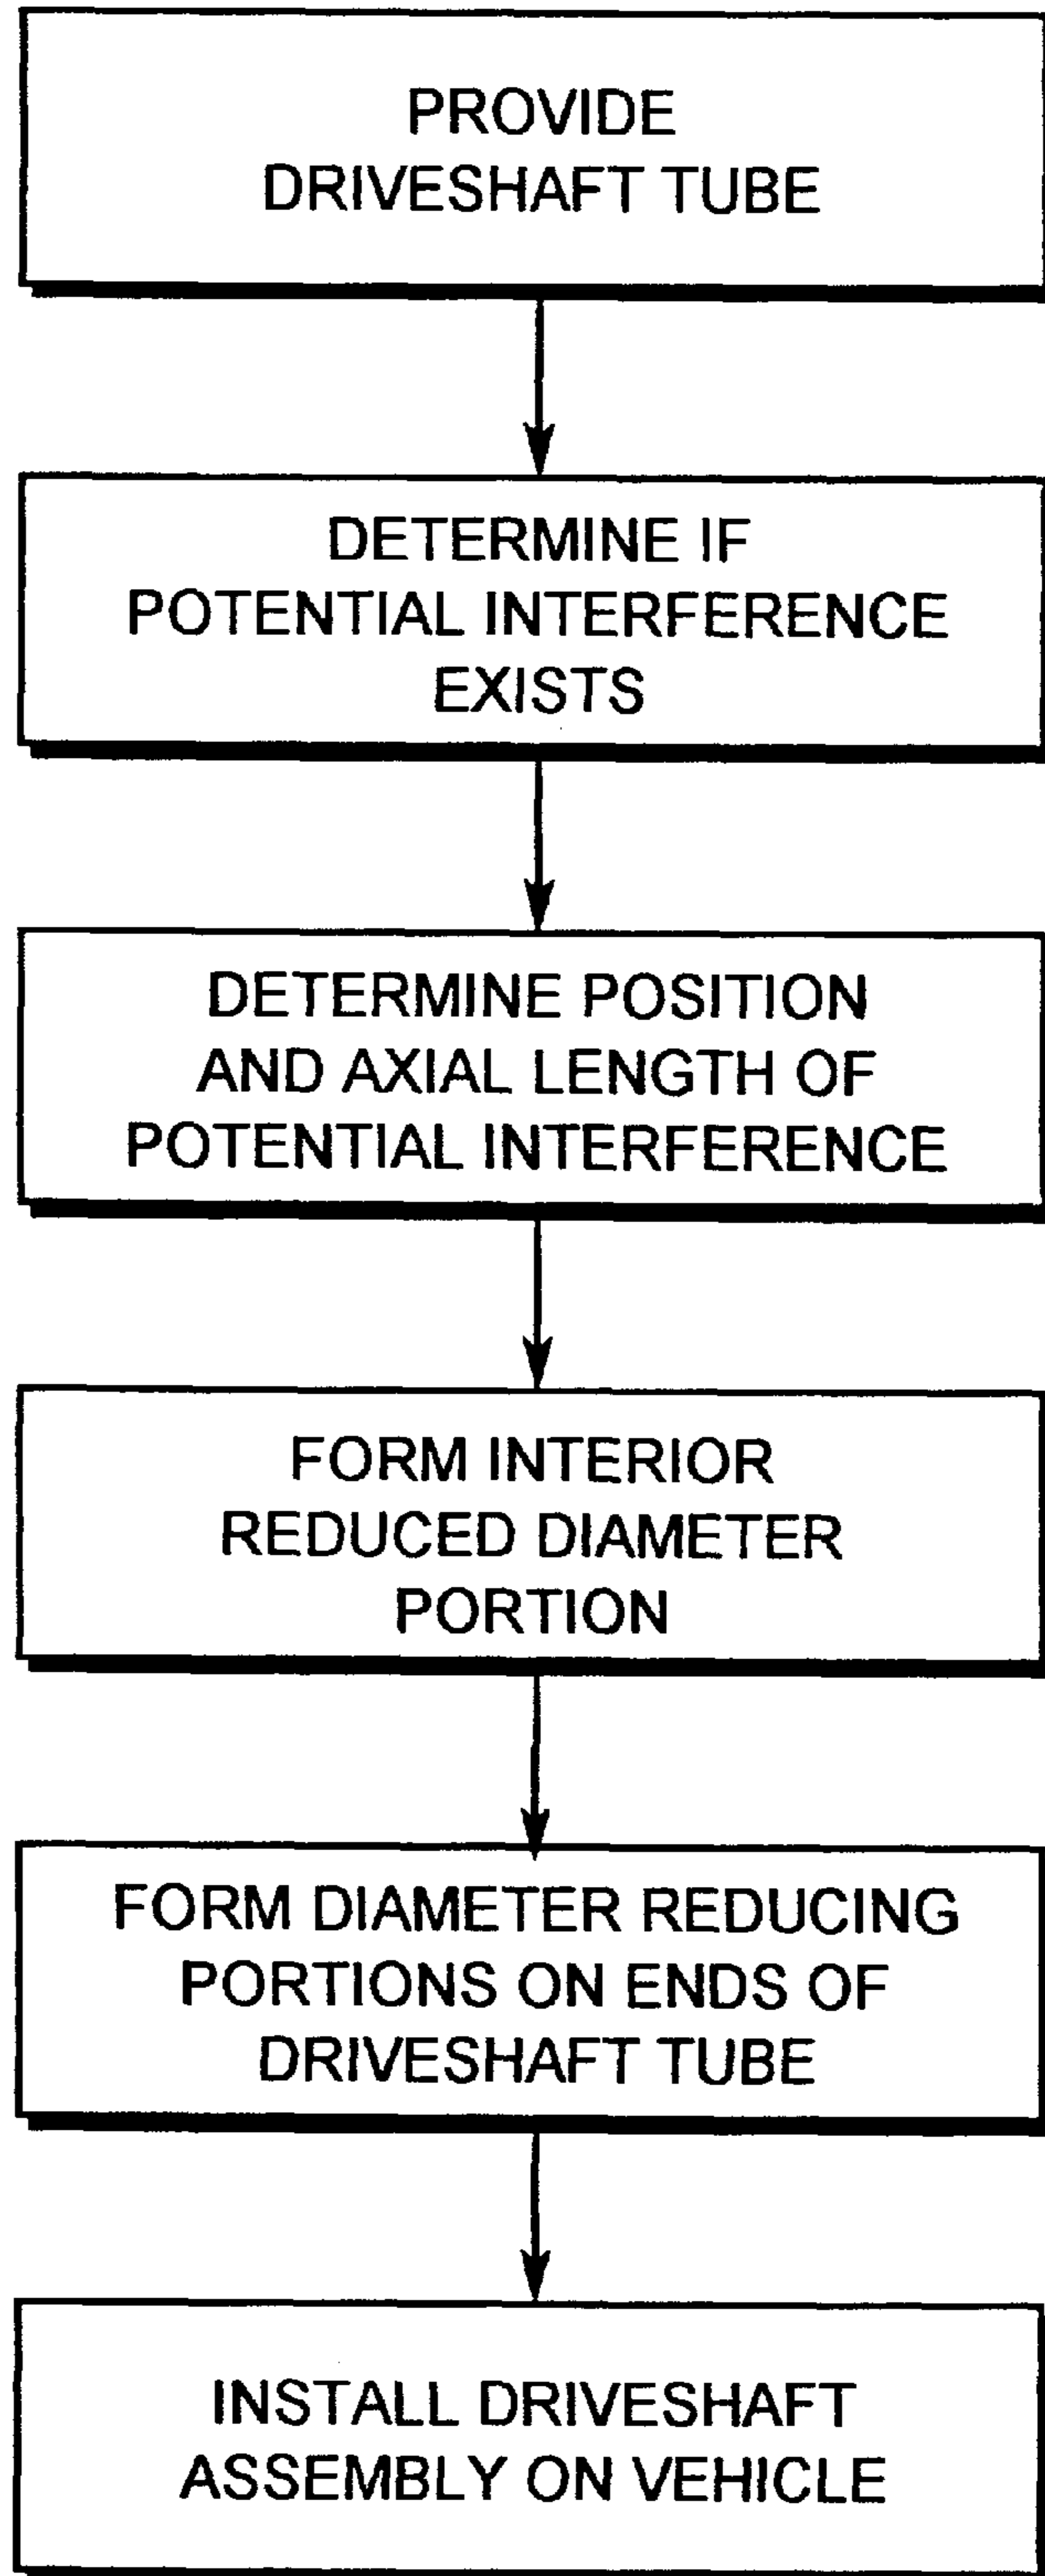 PROVIDE
DRIVESHAFT TUBE
DETERMINE IF
POTENTIAL INTERFERENCE
EXISTS
DETERMINE POSITION
AND AXIAL LENGTH OF
POTENTIAL INTERFERENCE
FORM INTERIOR
REDUCED DIAMETER
PORTION
FORM DIAMETER REDUCING
PORTIONS ON ENDS OF
DRIVESHAFT TUBE
INSTALL DRIVESHAFT
ASSEMBLY ON VEHICLE